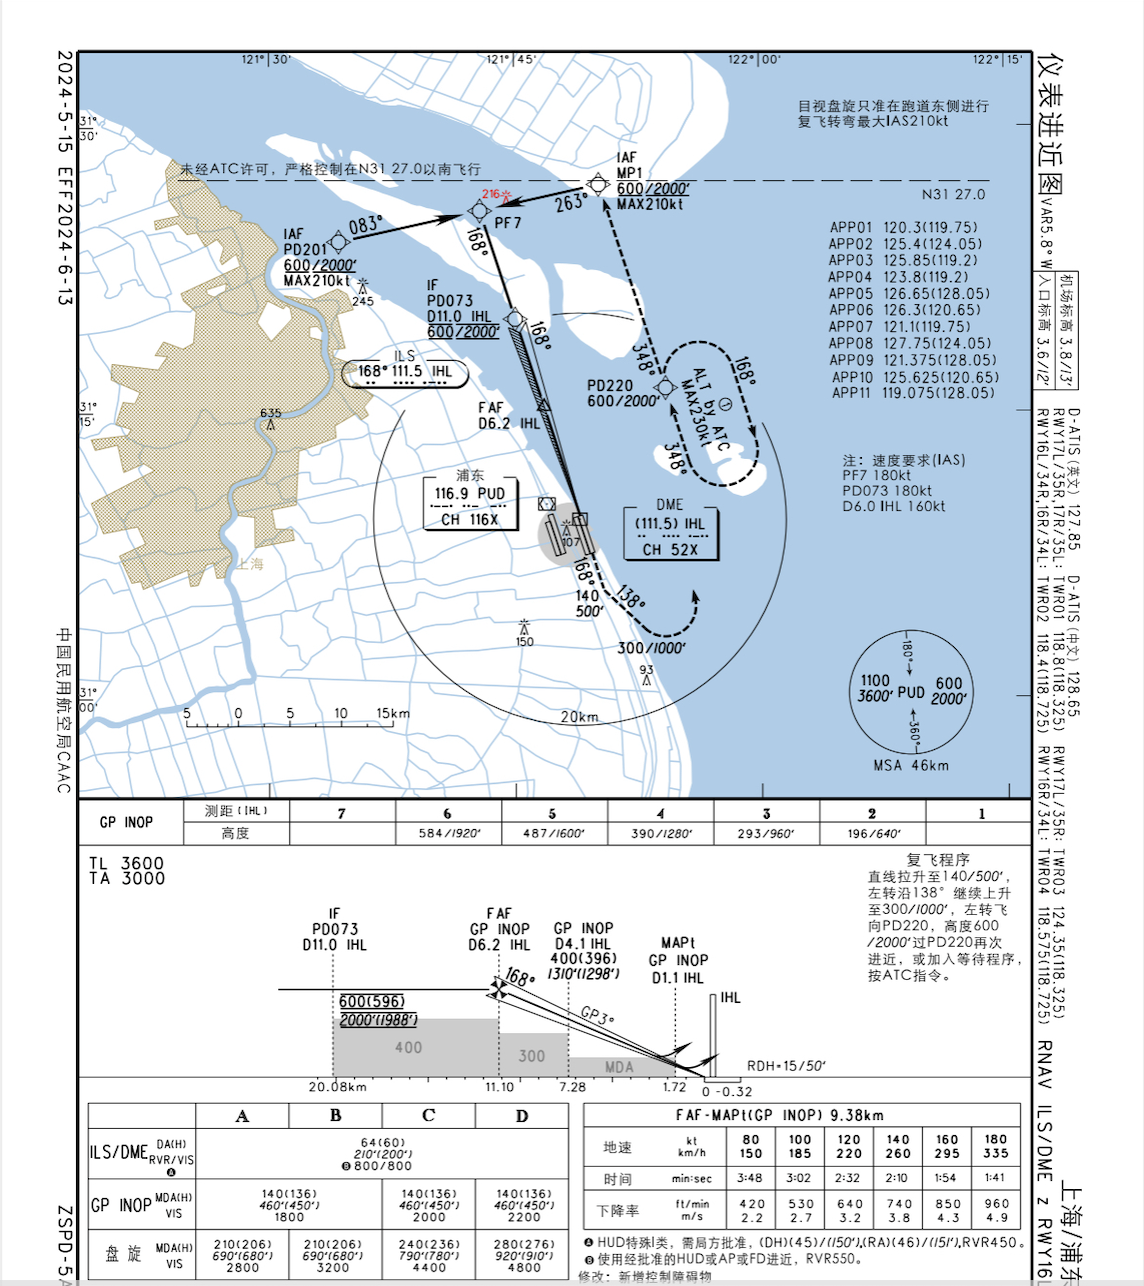 2024-5-15 EFF2024-6-13
中国民用航空局CAAC
ZSPD-5A
仪表进近图
VAR5.8°W
机场标高 3.8/13'
入口标高 3.6/12'
D-ATIS (英文) 127.85 D-ATIS (中文) 128.65
RWY17L/35R,17R/35L: TWR01 118.8(118.325) RWY17L/35R: TWR03 124.35(118.325)
RWY16L/34R,16R/34L: TWR02 118.4(118.725) RWY16R/34L: TWR04 118.575(118.725)
RNAV ILS/DME z RWY16
上海/浦东
121°30'
121°45'
122°00'
122°15'
31°
30'
31°
15'
31°
00'
目视盘旋只准在跑道东侧进行
复飞转弯最大IAS210kt
未经ATC许可，严格控制在N31 27.0以南飞行
N31 27.0
IAF
MP1
600/2000'
MAX210kt
263°
216
PF7
083°
IAF
PD201
600/2000'
MAX210kt
245
168°
IF
PD073
D11.0 IHL
600/2000'
168°
ILS
168° 111.5 IHL
FAF
D6.2 IHL
PD220
600/2000'
348°
168°
ALT by ATC
MAX230kt
348°
635
上海
浦东
116.9 PUD
CH 116X
DME
(111.5) IHL
CH 52X
107
168°
138°
140
500'
300/1000'
150
93
20km
5 0 5 10 15km
APP01 120.3(119.75)
APP02 125.4(124.05)
APP03 125.85(119.2)
APP04 123.8(119.2)
APP05 126.65(128.05)
APP06 126.3(120.65)
APP07 121.1(119.75)
APP08 127.75(124.05)
APP09 121.375(128.05)
APP10 125.625(120.65)
APP11 119.075(128.05)
注：速度要求(IAS)
PF7 180kt
PD073 180kt
D6.0 IHL 160kt
180°
1100
3600'
PUD
600
2000'
360°
MSA 46km
GP INOP
测距(IHL) 7 6 5 4 3 2 1
高度 584/1920' 487/1600' 390/1280' 293/960' 196/640'
TL 3600
TA 3000
复飞程序
直线拉升至140/500'，
左转沿138°继续上升
至300/1000'，左转飞
向PD220，高度600
/2000'过PD220再次
进近，或加入等待程序，
按ATC指令。
IF
PD073
D11.0 IHL
FAF
GP INOP
D6.2 IHL
GP INOP
D4.1 IHL
400(396)
1310'(1298')
MAPt
GP INOP
D1.1 IHL
IHL
168°
GP3°
600(596)
2000'(1988')
400
300
MDA
RDH=15/50'
20.08km 11.10 7.28 1.72 0 -0.32
A B C D
ILS/DME DA(H) RVR/VIS Ⓐ
64(60)
210'(200')
Ⓑ800/800
GP INOP MDA(H) VIS
140(136) 140(136) 140(136)
460'(450') 460'(450') 460'(450')
1800 2000 2200
盘旋 MDA(H) VIS
210(206) 210(206) 240(236) 280(276)
690'(680') 690'(680') 790'(780') 920'(910')
2800 3200 4400 4800
FAF-MAPt(GP INOP) 9.38km
地速 kt 80 100 120 140 160 180
km/h 150 185 220 260 295 335
时间 min:sec 3:48 3:02 2:32 2:10 1:54 1:41
下降率 ft/min 420 530 640 740 850 960
m/s 2.2 2.7 3.2 3.8 4.3 4.9
Ⓐ HUD特殊I类，需局方批准，(DH)(45)/(150'),(RA)(46)/(151'),RVR450。
Ⓑ 使用经批准的HUD或AP或FD进近，RVR550。
修改：新增控制障碍物